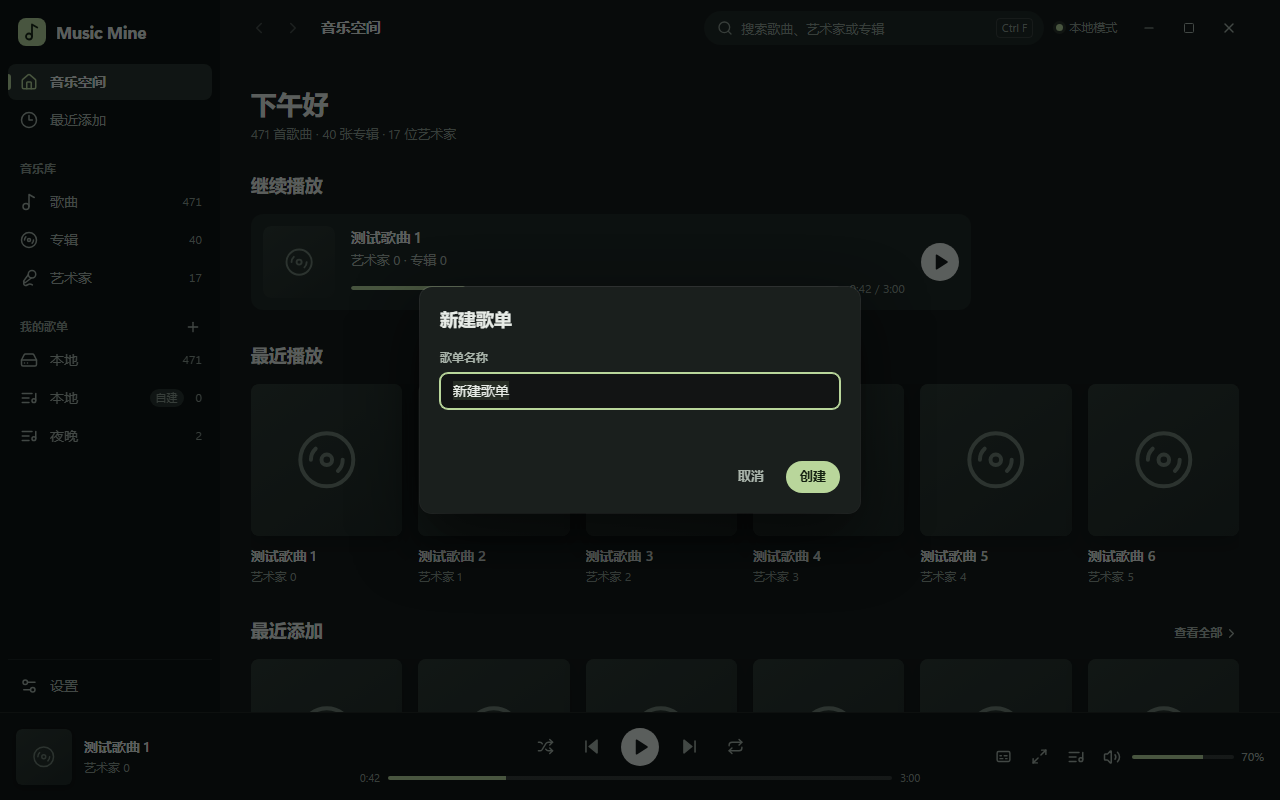 Music Mine
音乐空间
搜索歌曲、艺术家或专辑
Ctrl F
本地模式
音乐空间
最近添加
音乐库
歌曲 471
专辑 40
艺术家 17
我的歌单
本地 471
本地 自建 0
夜晚 2
设置
下午好
471 首歌曲 · 40 张专辑 · 17 位艺术家
继续播放
测试歌曲 1
艺术家 0 · 专辑 0
0:42 / 3:00
新建歌单
歌单名称
新建歌单
取消
创建
最近播放
测试歌曲 1
艺术家 0
测试歌曲 2
艺术家 1
测试歌曲 3
艺术家 2
测试歌曲 4
艺术家 3
测试歌曲 5
艺术家 4
测试歌曲 6
艺术家 5
最近添加
查看全部
测试歌曲 1
艺术家 0
0:42
3:00
70%